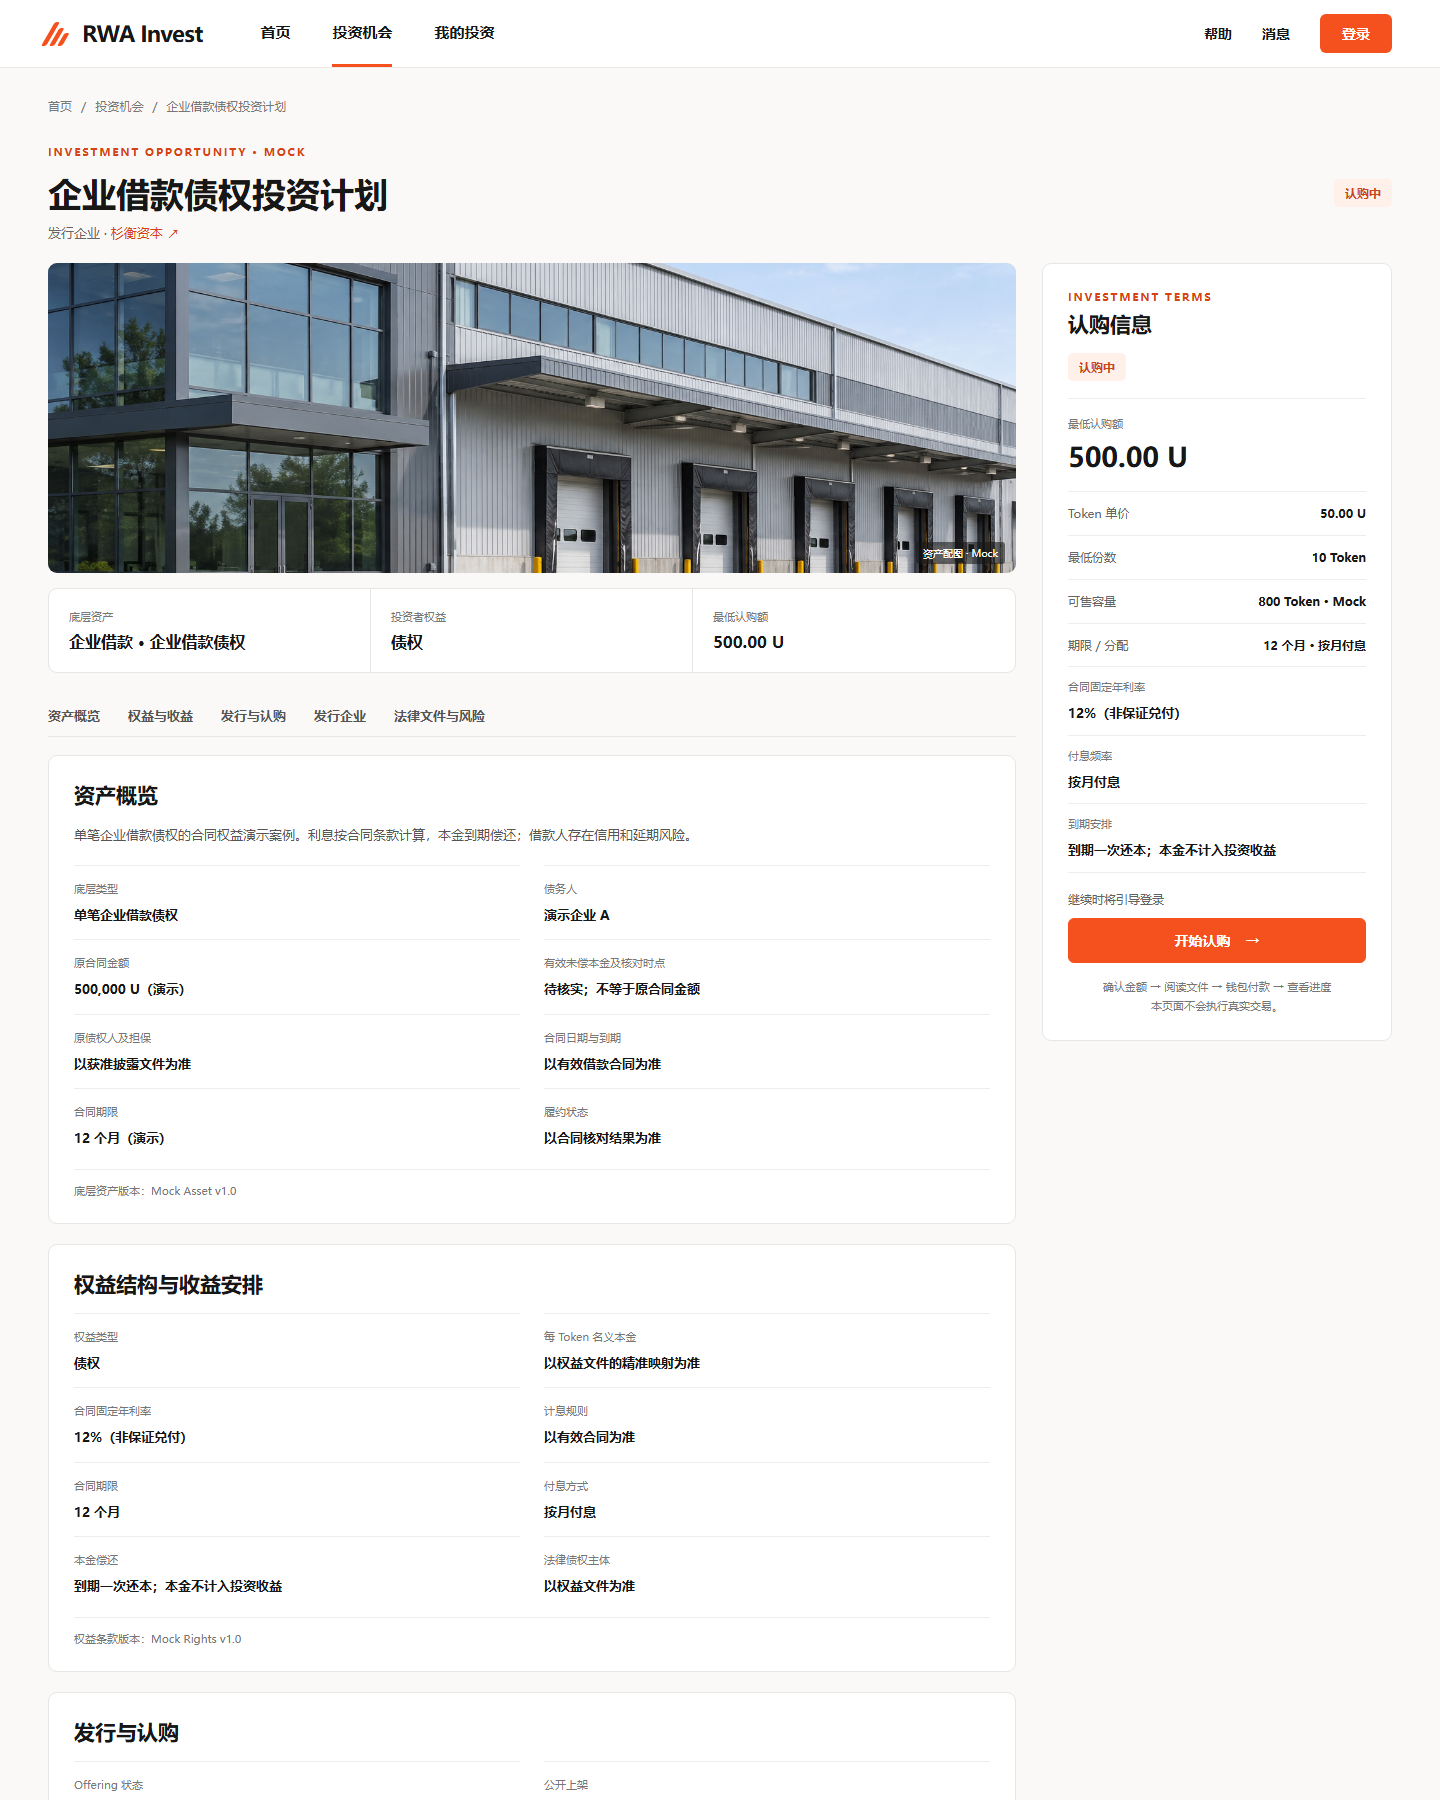 RWA Invest
首页
投资机会
我的投资
帮助
消息
登录
首页 / 投资机会 / 企业借款债权投资计划
INVESTMENT OPPORTUNITY • MOCK
企业借款债权投资计划
认购中
发行企业 · 杉衡资本 ↗
资产配图 · Mock
底层资产
企业借款 • 企业借款债权
投资者权益
债权
最低认购额
500.00 U
资产概览
权益与收益
发行与认购
发行企业
法律文件与风险
资产概览
单笔企业借款债权的合同权益演示案例。利息按合同条款计算，本金到期偿还；借款人存在信用和延期风险。
底层类型
单笔企业借款债权
债务人
演示企业 A
原合同金额
500,000 U（演示）
有效未偿本金及核对时点
待核实；不等于原合同金额
原债权人及担保
以获准披露文件为准
合同日期与到期
以有效借款合同为准
合同期限
12 个月（演示）
履约状态
以合同核对结果为准
底层资产版本：Mock Asset v1.0
权益结构与收益安排
权益类型
债权
每 Token 名义本金
以权益文件的精准映射为准
合同固定年利率
12%（非保证兑付）
计息规则
以有效合同为准
合同期限
12 个月
付息方式
按月付息
本金偿还
到期一次还本；本金不计入投资收益
法律债权主体
以权益文件为准
权益条款版本：Mock Rights v1.0
发行与认购
Offering 状态
公开上架
INVESTMENT TERMS
认购信息
认购中
最低认购额
500.00 U
Token 单价
50.00 U
最低份数
10 Token
可售容量
800 Token • Mock
期限 / 分配
12 个月 • 按月付息
合同固定年利率
12%（非保证兑付）
付息频率
按月付息
到期安排
到期一次还本；本金不计入投资收益
继续时将引导登录
开始认购 →
确认金额 → 阅读文件 → 钱包付款 → 查看进度
本页面不会执行真实交易。